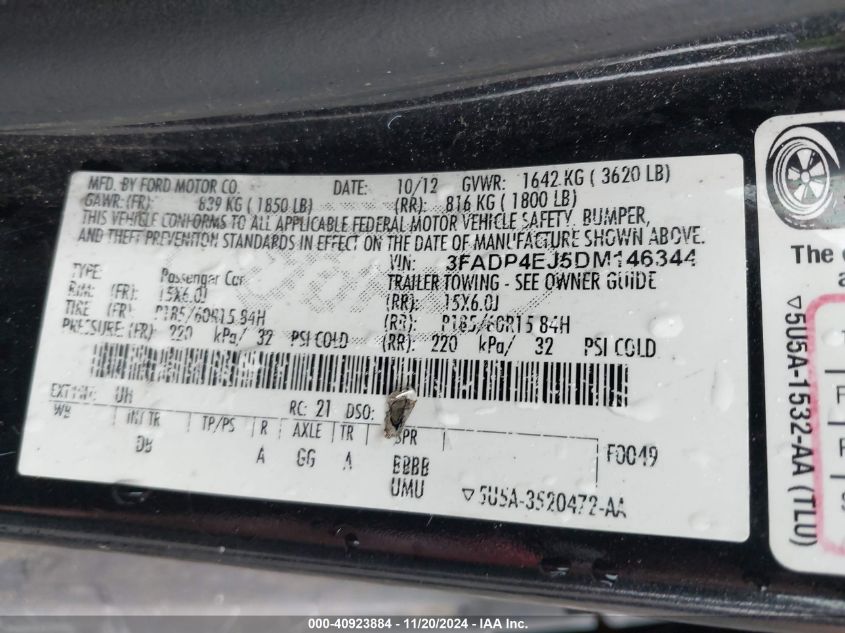 MFD. BY FORD MOTOR CO. DATE: 10/12 GVWR: 1642 KG ( 3620 LB)
GAWR: (FR): 839 KG ( 1850 LB) (RR): 816 KG ( 1800 LB)
THIS VEHICLE CONFORMS TO ALL APPLICABLE FEDERAL MOTOR VEHICLE SAFETY, BUMPER,
AND THEFT PREVENTION STANDARDS IN EFFECT ON THE DATE OF MANUFACTURE SHOWN ABOVE.
VIN: 3FADP4EJ5DM146344
TYPE: Passenger Car TRAILER TOWING - SEE OWNER GUIDE
RIM: (FR): 15X6.0J (RR): 15X6.0J
TIRE (FR): P185/60R15 84H (RR): P185/60R15 84H
PRESSURE: (FR) 220 kPa/ 32 PSI COLD (RR): 220 kPa/ 32 PSI COLD
EXT PNT: UH RC: 21 DSO:
WB INT TR TP/PS R AXLE TR SPR F0049
DB A GG A BBBB
UMU ▽5U5A-3520472-AA
The
▽5U5A-1532-AA (TLU)
000-40923884 - 11/20/2024 - IAA, Inc.